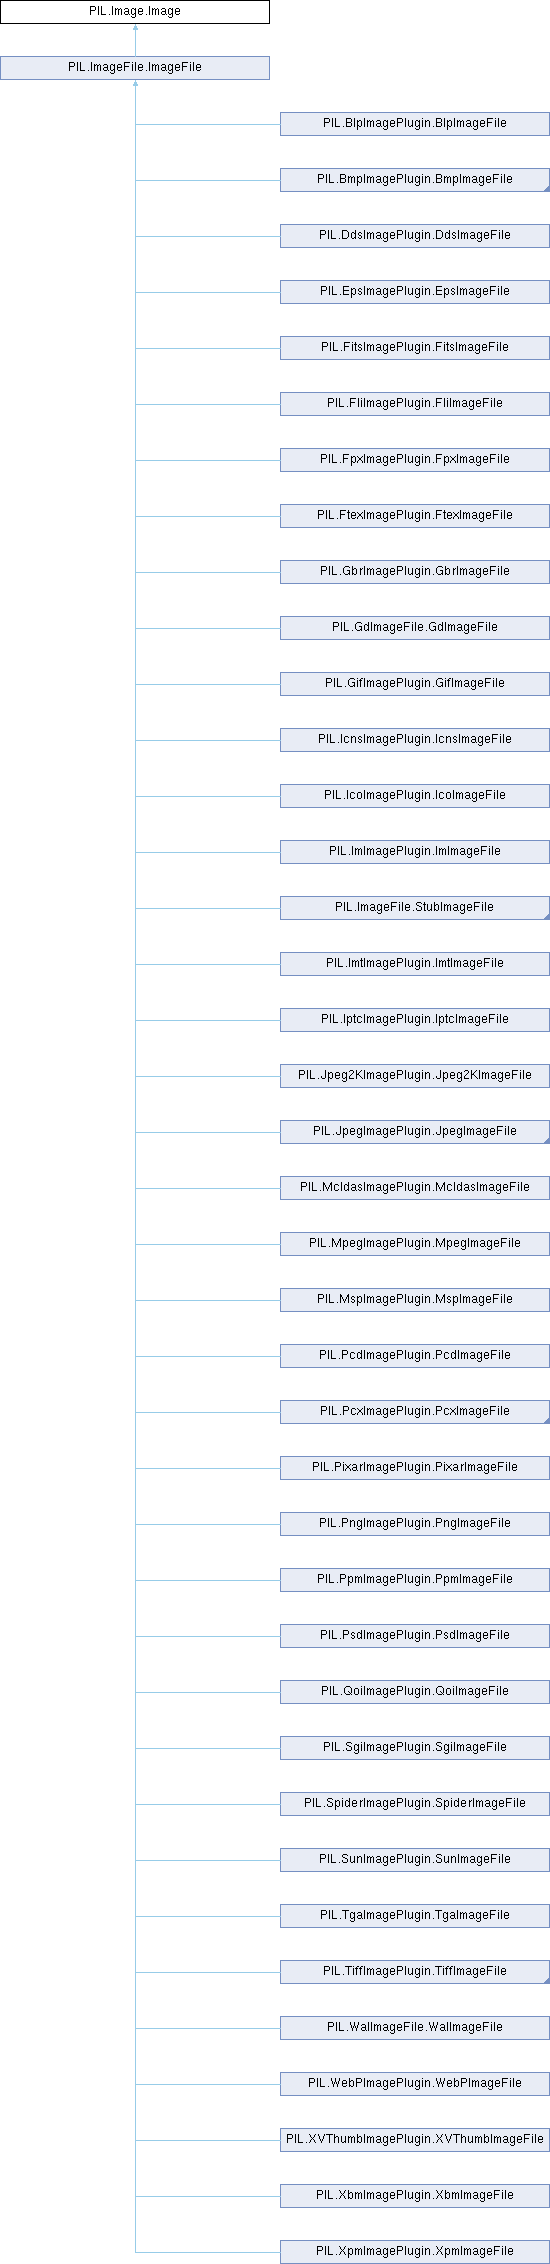 PIL.Image.Image
PIL.ImageFile.ImageFile
PIL.BlpImagePlugin.BlpImageFile
PIL.BmpImagePlugin.BmpImageFile
PIL.DdsImagePlugin.DdsImageFile
PIL.EpsImagePlugin.EpsImageFile
PIL.FitsImagePlugin.FitsImageFile
PIL.FliImagePlugin.FliImageFile
PIL.FpxImagePlugin.FpxImageFile
PIL.FtexImagePlugin.FtexImageFile
PIL.GbrImagePlugin.GbrImageFile
PIL.GdImageFile.GdImageFile
PIL.GifImagePlugin.GifImageFile
PIL.IcnsImagePlugin.IcnsImageFile
PIL.IcoImagePlugin.IcoImageFile
PIL.ImImagePlugin.ImImageFile
PIL.ImageFile.StubImageFile
PIL.ImtImagePlugin.ImtImageFile
PIL.IptcImagePlugin.IptcImageFile
PIL.Jpeg2KImagePlugin.Jpeg2KImageFile
PIL.JpegImagePlugin.JpegImageFile
PIL.McIdasImagePlugin.McIdasImageFile
PIL.MpegImagePlugin.MpegImageFile
PIL.MspImagePlugin.MspImageFile
PIL.PcdImagePlugin.PcdImageFile
PIL.PcxImagePlugin.PcxImageFile
PIL.PixarImagePlugin.PixarImageFile
PIL.PngImagePlugin.PngImageFile
PIL.PpmImagePlugin.PpmImageFile
PIL.PsdImagePlugin.PsdImageFile
PIL.QoiImagePlugin.QoiImageFile
PIL.SgiImagePlugin.SgiImageFile
PIL.SpiderImagePlugin.SpiderImageFile
PIL.SunImagePlugin.SunImageFile
PIL.TgaImagePlugin.TgaImageFile
PIL.TiffImagePlugin.TiffImageFile
PIL.WalImageFile.WalImageFile
PIL.WebPImagePlugin.WebPImageFile
PIL.XVThumbImagePlugin.XVThumbImageFile
PIL.XbmImagePlugin.XbmImageFile
PIL.XpmImagePlugin.XpmImageFile